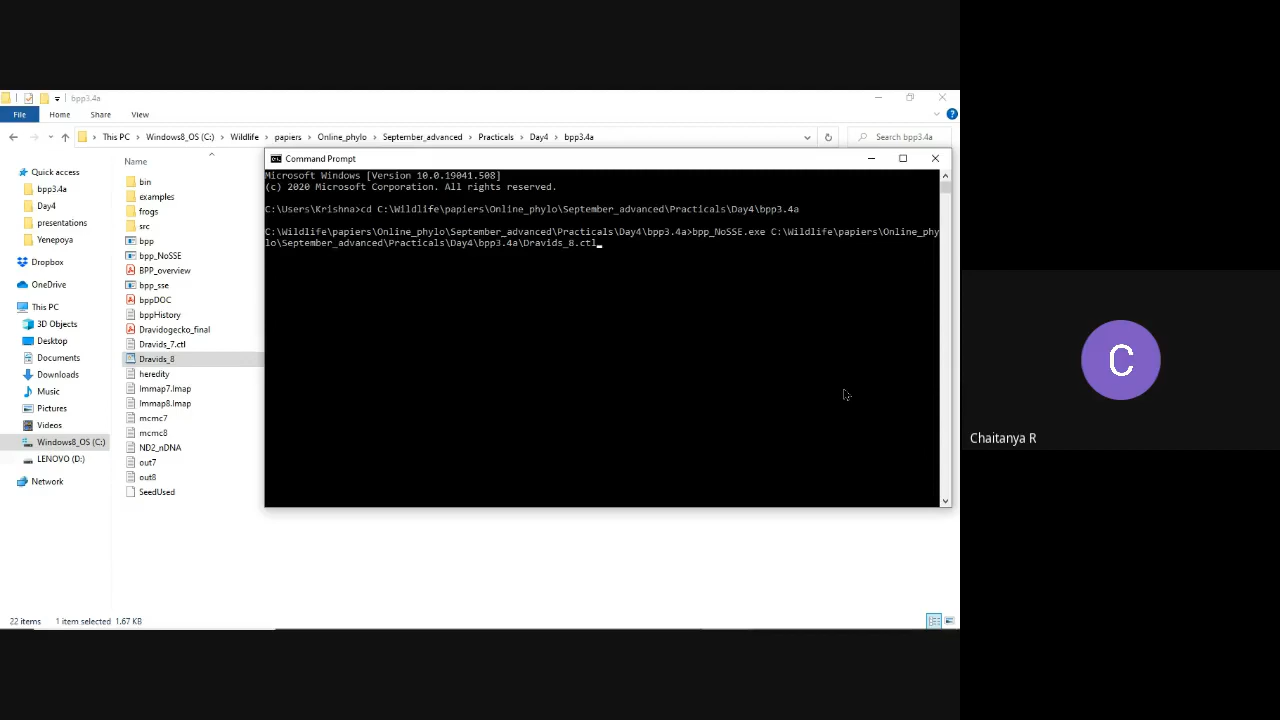 bpp3.4a
File Home Share View
This PC Windows8_OS (C:) Wildlife papiers Online_phylo September_advanced Practicals Day4 bpp3.4a
Search bpp3.4a
Quick access
bpp3.4a
Day4
presentations
Yenepoya
Dropbox
OneDrive
This PC
3D Objects
Desktop
Documents
Downloads
Music
Pictures
Videos
Windows8_OS (C:)
LENOVO (D:)
Network
Name
bin
examples
frogs
src
bpp
bpp_NoSSE
BPP_overview
bpp_sse
bppDOC
bppHistory
Dravidogecko_final
Dravids_7.ctl
Dravids_8
heredity
lmmap7.lmap
lmmap8.lmap
mcmc7
mcmc8
ND2_nDNA
out7
out8
SeedUsed
Command Prompt
Microsoft Windows [Version 10.0.19041.508]
(c) 2020 Microsoft Corporation. All rights reserved.
C:\Users\Krishna>cd C:\Wildlife\papiers\Online_phylo\September_advanced\Practicals\Day4\bpp3.4a
C:\Wildlife\papiers\Online_phylo\September_advanced\Practicals\Day4\bpp3.4a>bpp_NoSSE.exe C:\Wildlife\papiers\Online_phy
lo\September_advanced\Practicals\Day4\bpp3.4a\Dravids_8.ctl
22 items 1 item selected 1.67 KB
C
Chaitanya R